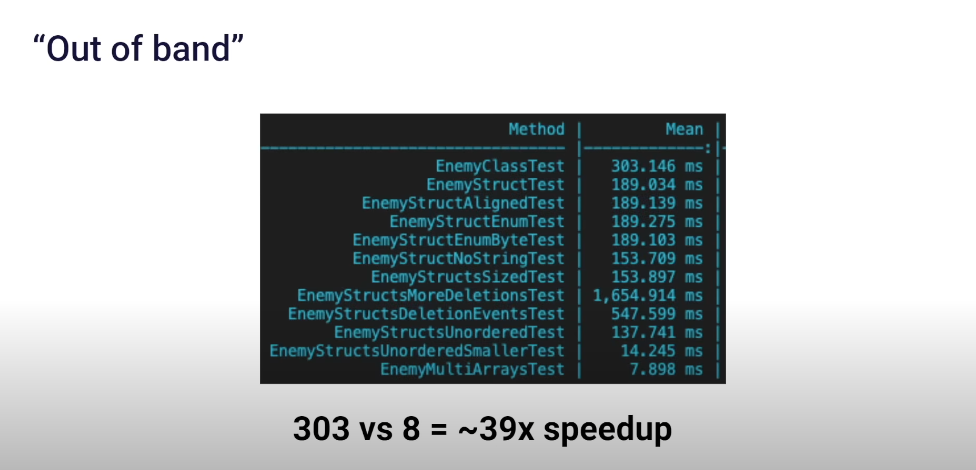 “Out of band”
Method | Mean |
---------------------------------- |-------------:|
EnemyClassTest | 303.146 ms |
EnemyStructTest | 189.034 ms |
EnemyStructAlignedTest | 189.139 ms |
EnemyStructEnumTest | 189.275 ms |
EnemyStructEnumByteTest | 189.103 ms |
EnemyStructNoStringTest | 153.709 ms |
EnemyStructsSizedTest | 153.897 ms |
EnemyStructsMoreDeletionsTest | 1,654.914 ms |
EnemyStructsDeletionEventsTest | 547.599 ms |
EnemyStructsUnorderedTest | 137.741 ms |
EnemyStructsUnorderedSmallerTest | 14.245 ms |
EnemyMultiArraysTest | 7.898 ms |
303 vs 8 = ~39x speedup